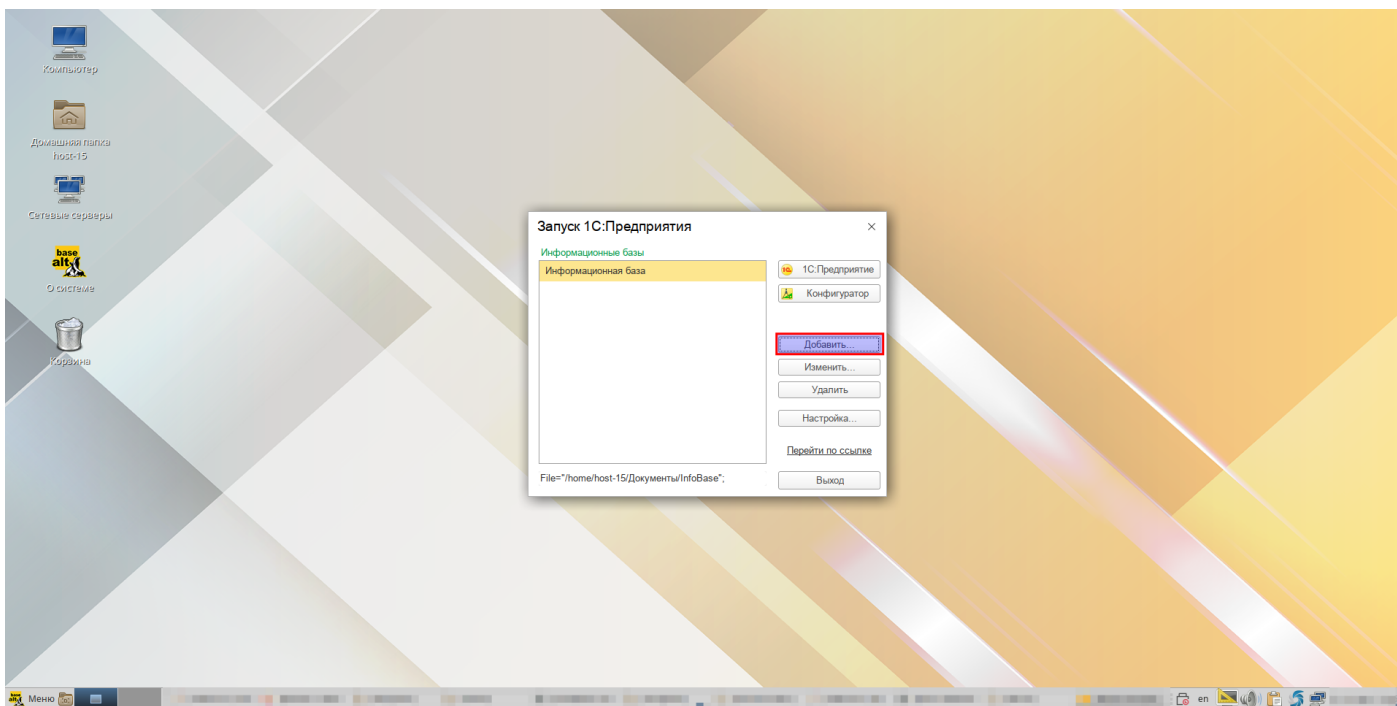 Компьютер
Домашняя папка
host-15
Сетевые серверы
base
alt
О системе
Корзина
Запуск 1С:Предприятия
Информационные базы
Информационная база
1С:Предприятие
Конфигуратор
Добавить...
Изменить...
Удалить
Настройка...
Перейти по ссылке
File="/home/host-15/Документы/InfoBase";
Выход
Меню
en